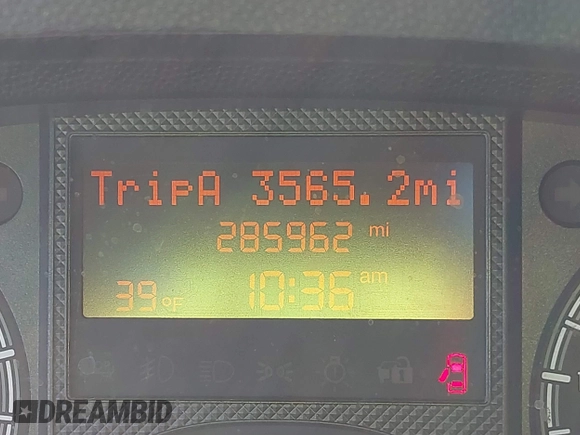 TripA 3565.2mi
285962 mi
39°F 10:36 am
DREAMBID